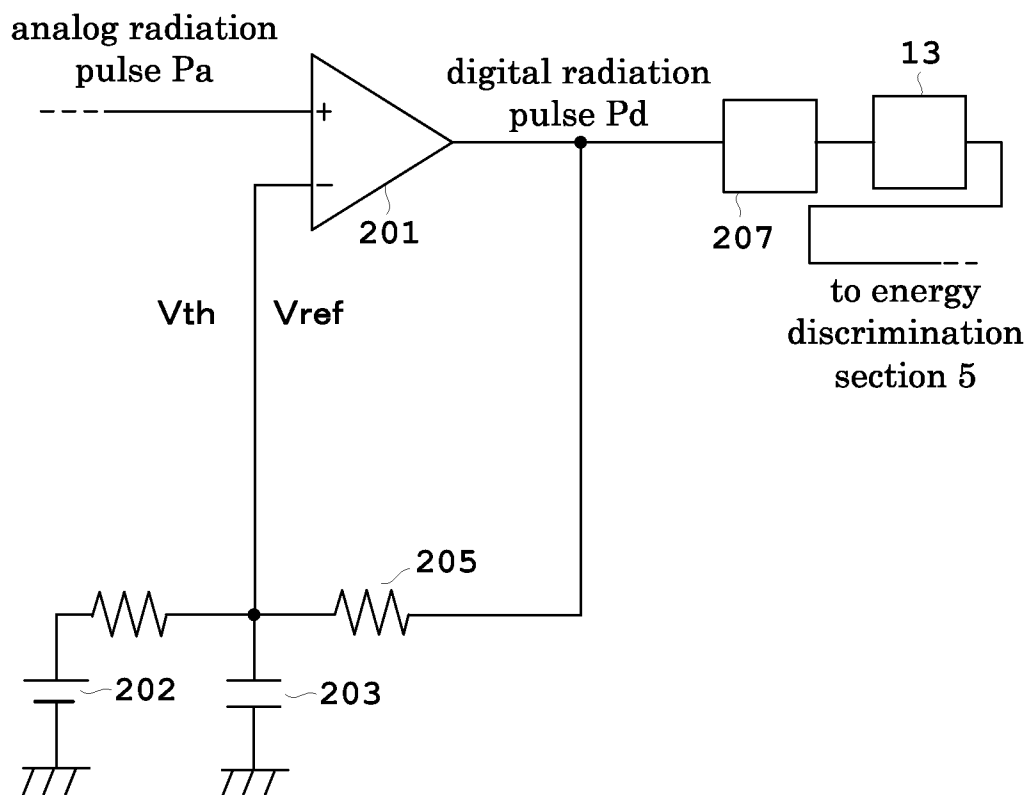 analog radiation
pulse Pa
digital radiation
pulse Pd
13
+
−
201
207
to energy
discrimination
section 5
Vth
Vref
205
202
203